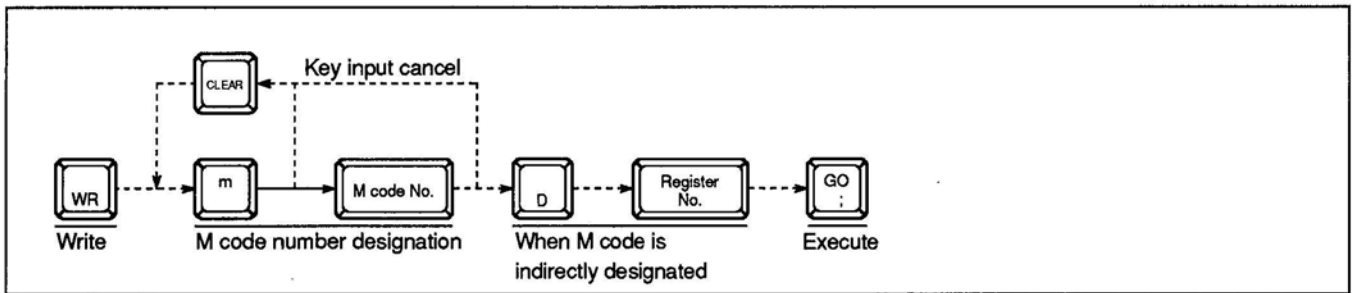 Key input cancel
CLEAR
WR
m
M code No.
D
Register
No.
GO
;
Write
M code number designation
When M code is
indirectly designated
Execute